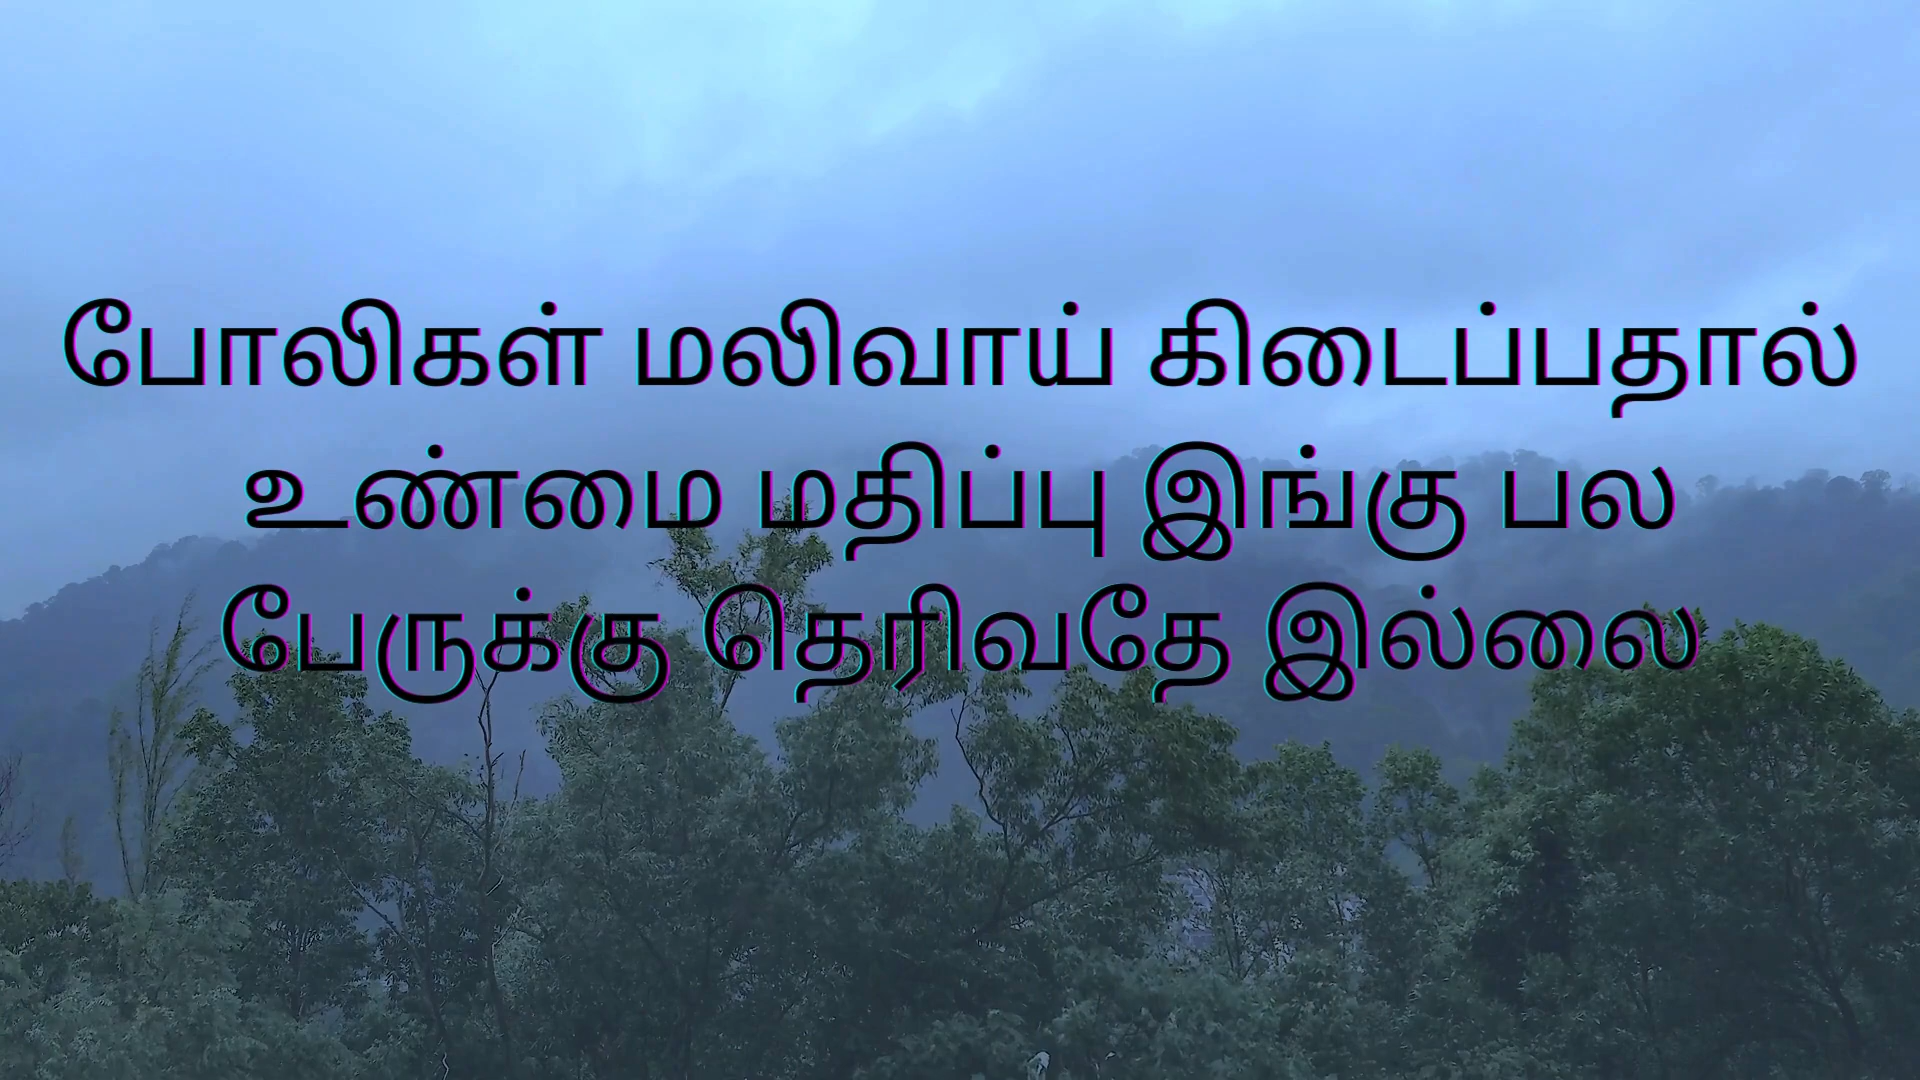 போலிகள் மலிவாய் கிடைப்பதால்
உண்மை மதிப்பு இங்கு பல
பேருக்கு தெரிவதே இல்லை